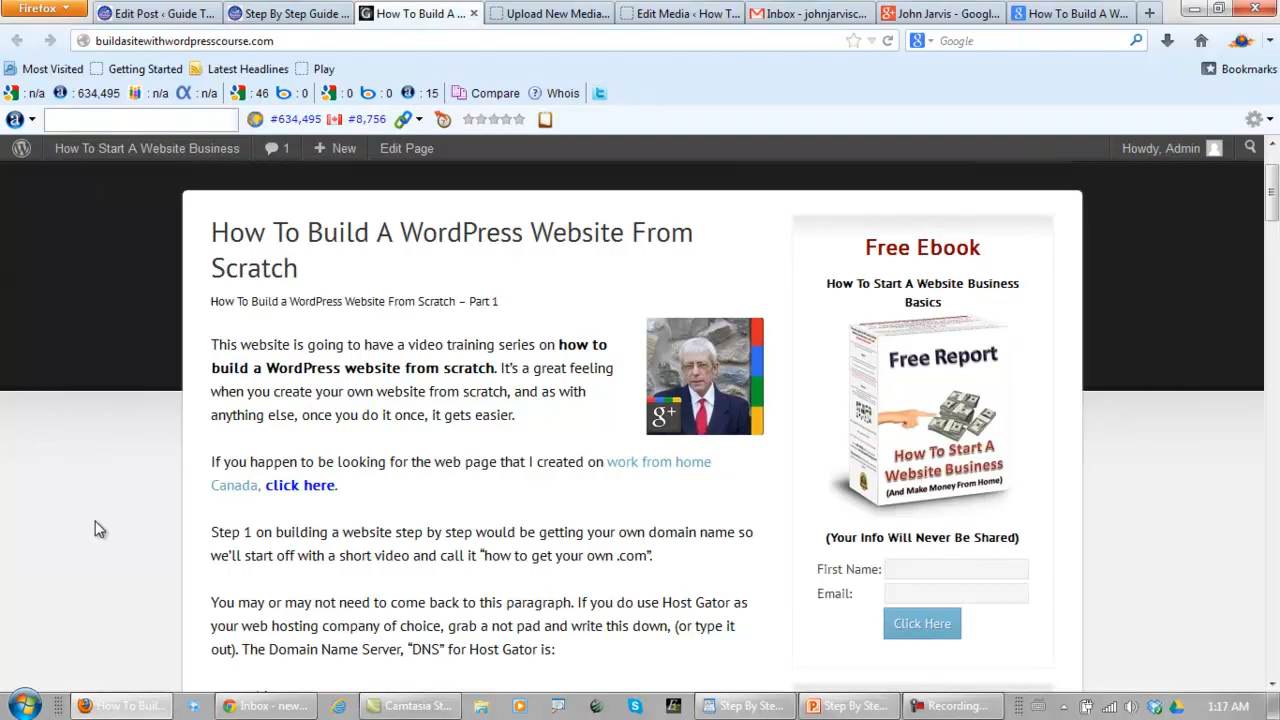 Firefox
Edit Post ‹ Guide T...
Step By Step Guide ...
How To Build A ...
Upload New Media...
Edit Media ‹ How T...
Inbox - johnjarvisc...
John Jarvis - Googl...
How To Build A W...
buildasitewithwordpresscourse.com
Google
Most Visited
Getting Started
Latest Headlines
Play
Bookmarks
: n/a
: 634,495
: n/a
: n/a
: 46
: 0
: 0
: 0
: 15
Compare
Whois
#634,495
#8,756
How To Start A Website Business
1
New
Edit Page
Howdy, Admin
How To Build A WordPress Website From
Scratch
How To Build a WordPress Website From Scratch – Part 1
This website is going to have a video training series on how to
build a WordPress website from scratch. It's a great feeling
when you create your own website from scratch, and as with
anything else, once you do it once, it gets easier.
g+
If you happen to be looking for the web page that I created on work from home
Canada, click here.
Step 1 on building a website step by step would be getting your own domain name so
we'll start off with a short video and call it "how to get your own .com".
You may or may not need to come back to this paragraph. If you do use Host Gator as
your web hosting company of choice, grab a not pad and write this down, (or type it
out). The Domain Name Server, "DNS" for Host Gator is:
Free Ebook
How To Start A Website Business
Basics
Free Report
How To Start A
Website Business
(And Make Money From Home)
(Your Info Will Never Be Shared)
First Name:
Email:
Click Here
How To Buil...
Inbox - new...
Camtasia St...
Step By Ste...
Step By Ste...
Recording...
1:17 AM